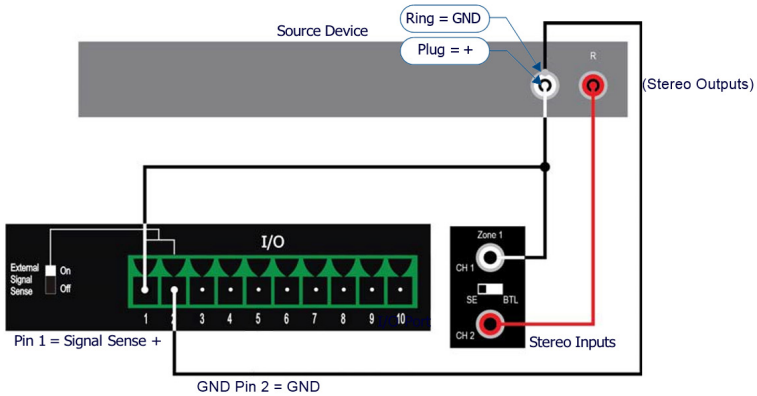 Ring = GND
Source Device
Plug = +
R
(Stereo Outputs)
I/O
Zone 1
External
Signal
Sense
On
Off
CH 1
SE
BTL
1 2 3 4 5 6 7 8 9 10
CH 2
Pin 1 = Signal Sense +
Stereo Inputs
GND Pin 2 = GND